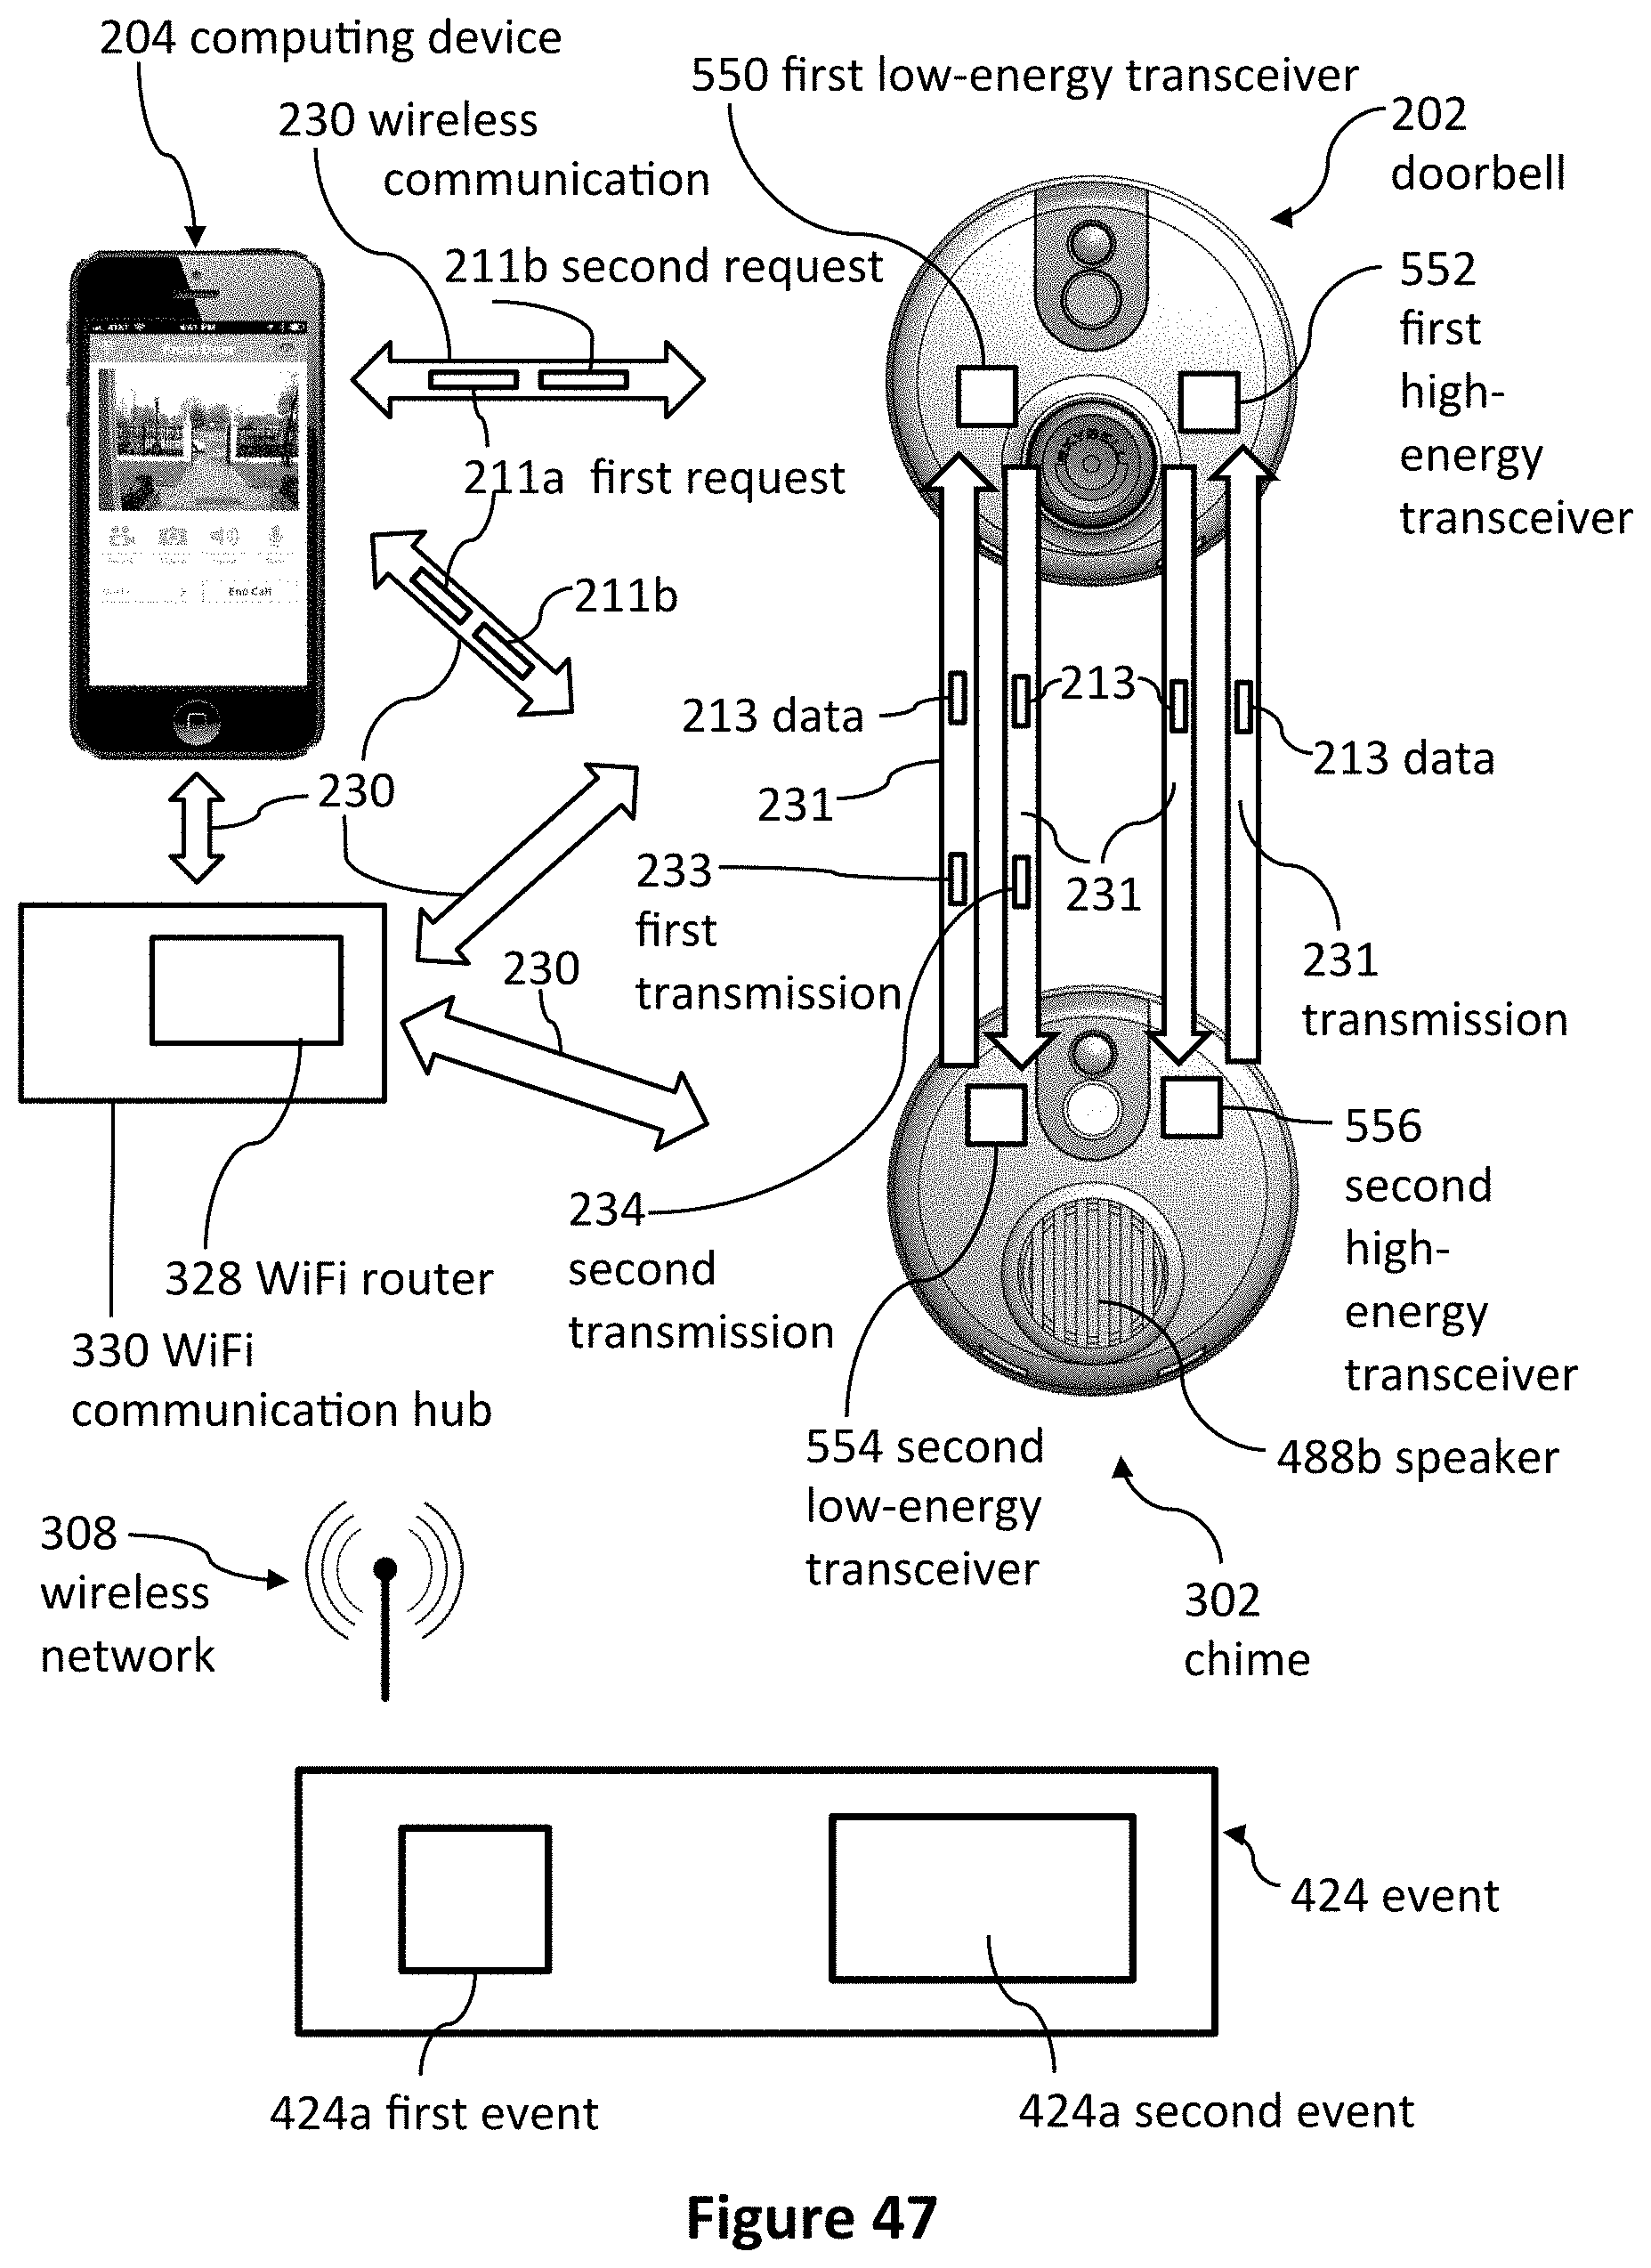 204 computing device
550 first low-energy transceiver
230 wireless
communication
202
doorbell
211b second request
552
first
high-
energy
transceiver
211a first request
End Call
211b
213 data
213
213 data
230
231
233
first
transmission
231
231
transmission
230
556
second
high-
energy
transceiver
234
second
transmission
328 WiFi router
330 WiFi
communication hub
554 second
low-energy
transceiver
488b speaker
308
wireless
network
302
chime
424 event
424a first event
424a second event
Figure 47